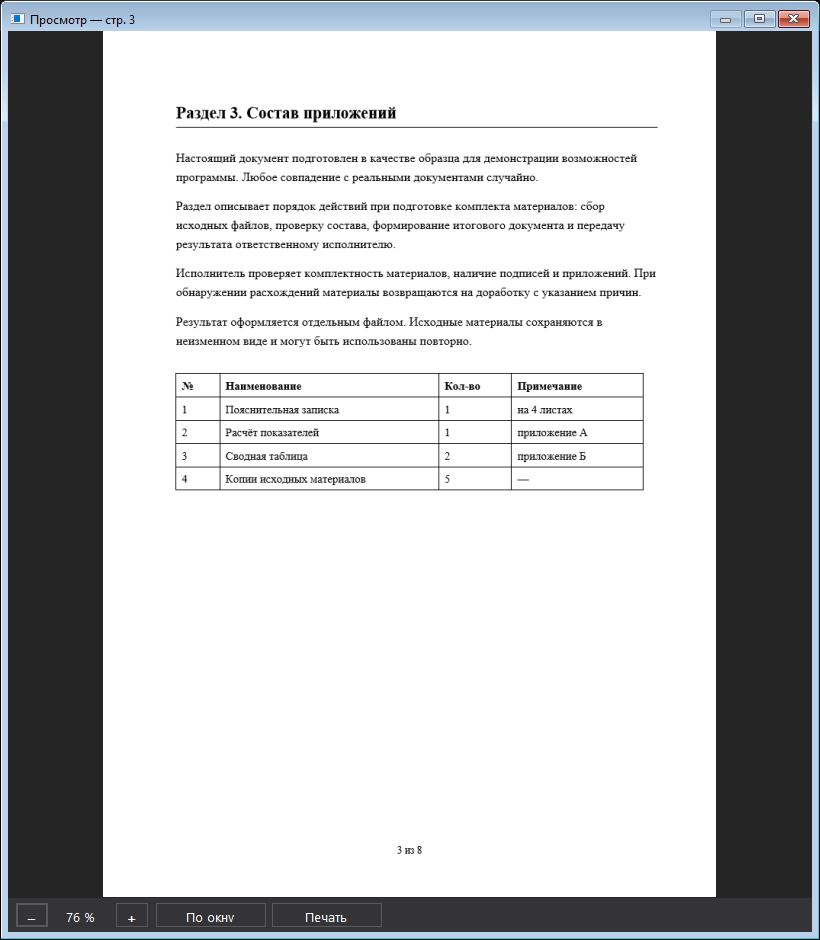 Просмотр — стр. 3
Раздел 3. Состав приложений
Настоящий документ подготовлен в качестве образца для демонстрации возможностей
программы. Любое совпадение с реальными документами случайно.
Раздел описывает порядок действий при подготовке комплекта материалов: сбор
исходных файлов, проверку состава, формирование итогового документа и передачу
результата ответственному исполнителю.
Исполнитель проверяет комплектность материалов, наличие подписей и приложений. При
обнаружении расхождений материалы возвращаются на доработку с указанием причин.
Результат оформляется отдельным файлом. Исходные материалы сохраняются в
неизменном виде и могут быть использованы повторно.
№ Наименование Кол-во Примечание
1 Пояснительная записка 1 на 4 листах
2 Расчёт показателей 1 приложение А
3 Сводная таблица 2 приложение Б
4 Копии исходных материалов 5 —
3 из 8
– 76 % + По окну Печать